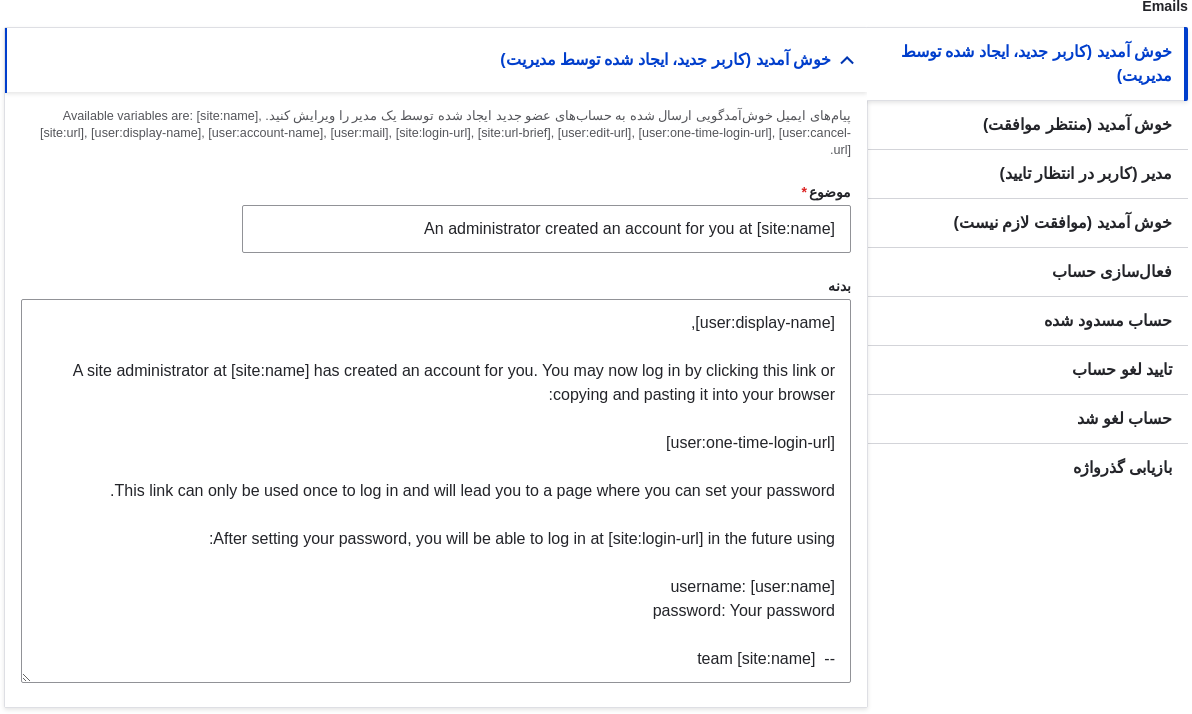 Emails
خوش آمدید (کاربر جدید، ایجاد شده توسط
مدیریت)
خوش آمدید (منتظر موافقت)
مدیر (کاربر در انتظار تایید)
خوش آمدید (موافقت لازم نیست)
فعال‌سازی حساب
حساب مسدود شده
تایید لغو حساب
حساب لغو شد
بازیابی گذرواژه
خوش آمدید (کاربر جدید، ایجاد شده توسط مدیریت)
پیام‌های ایمیل خوش‌آمدگویی ارسال شده به حساب‌های عضو جدید ایجاد شده توسط یک مدیر را ویرایش کنید. Available variables are: [site:name],
[site:url], [user:display-name], [user:account-name], [user:mail], [site:login-url], [site:url-brief], [user:edit-url], [user:one-time-login-url], [user:cancel-
url].
موضوع*
An administrator created an account for you at [site:name]
بدنه
[user:display-name],
A site administrator at [site:name] has created an account for you. You may now log in by clicking this link or
copying and pasting it into your browser:
[user:one-time-login-url]
This link can only be used once to log in and will lead you to a page where you can set your password.
After setting your password, you will be able to log in at [site:login-url] in the future using:
username: [user:name]
password: Your password
--  [site:name] team